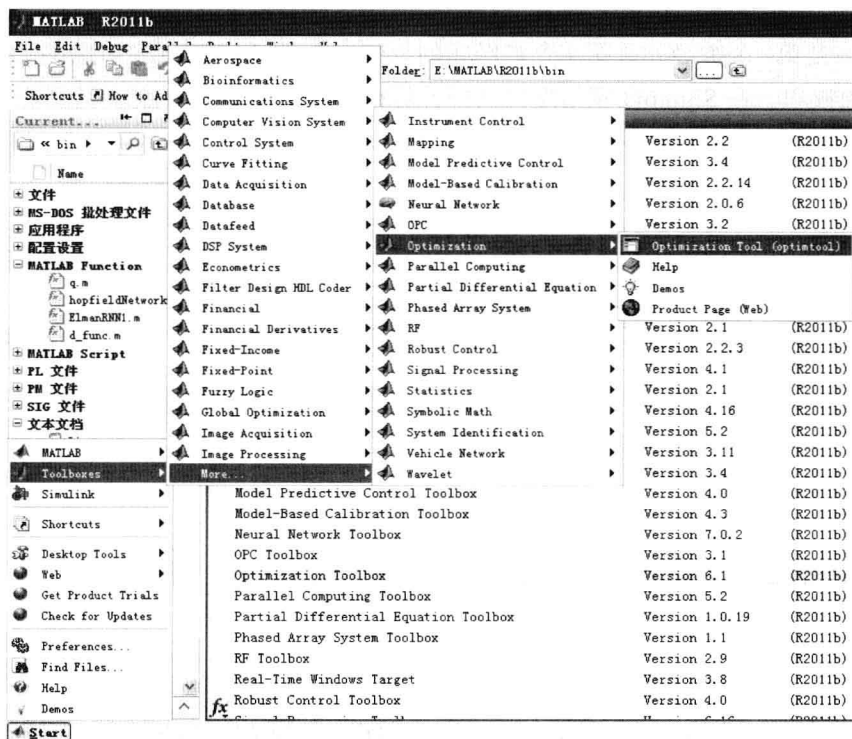 MATLAB R2011b
File Edit Debug
Folder: E:\MATLAB\R2011b\bin
Shortcuts How to Ad
Current...
« bin
Name
文件
MS-DOS 批处理文件
应用程序
配置设置
MATLAB Function
q.m
hopfieldNetwork
ElmanRNN1.m
d_func.m
MATLAB Script
PL 文件
PM 文件
SIG 文件
文本文档
MATLAB
Toolboxes
Simulink
Shortcuts
Desktop Tools
Web
Get Product Trials
Check for Updates
Preferences...
Find Files...
Help
Demos
Start
Aerospace
Bioinformatics
Communications System
Computer Vision System
Control System
Curve Fitting
Data Acquisition
Database
Datafeed
DSP System
Econometrics
Filter Design HDL Coder
Financial
Financial Derivatives
Fixed-Income
Fixed-Point
Fuzzy Logic
Global Optimization
Image Acquisition
Image Processing
More...
Instrument Control
Mapping
Model Predictive Control
Model-Based Calibration
Neural Network
OPC
Optimization
Parallel Computing
Partial Differential Equation
Phased Array System
RF
Robust Control
Signal Processing
Statistics
Symbolic Math
System Identification
Vehicle Network
Wavelet
Optimization Tool (optimtool)
Help
Demos
Product Page (Web)
Version 2.2 (R2011b)
Version 3.4 (R2011b)
Version 2.2.14 (R2011b)
Version 2.0.6 (R2011b)
Version 3.2 (R2011b)
Version 2.1 (R2011b)
Version 2.2.3 (R2011b)
Version 4.1 (R2011b)
Version 2.1 (R2011b)
Version 4.16 (R2011b)
Version 5.2 (R2011b)
Version 3.11 (R2011b)
Version 3.4 (R2011b)
Model Predictive Control Toolbox Version 4.0 (R2011b)
Model-Based Calibration Toolbox Version 4.3 (R2011b)
Neural Network Toolbox Version 7.0.2 (R2011b)
OPC Toolbox Version 3.1 (R2011b)
Optimization Toolbox Version 6.1 (R2011b)
Parallel Computing Toolbox Version 5.2 (R2011b)
Partial Differential Equation Toolbox Version 1.0.19 (R2011b)
Phased Array System Toolbox Version 1.1 (R2011b)
RF Toolbox Version 2.9 (R2011b)
Real-Time Windows Target Version 3.8 (R2011b)
Robust Control Toolbox Version 4.0 (R2011b)
fx